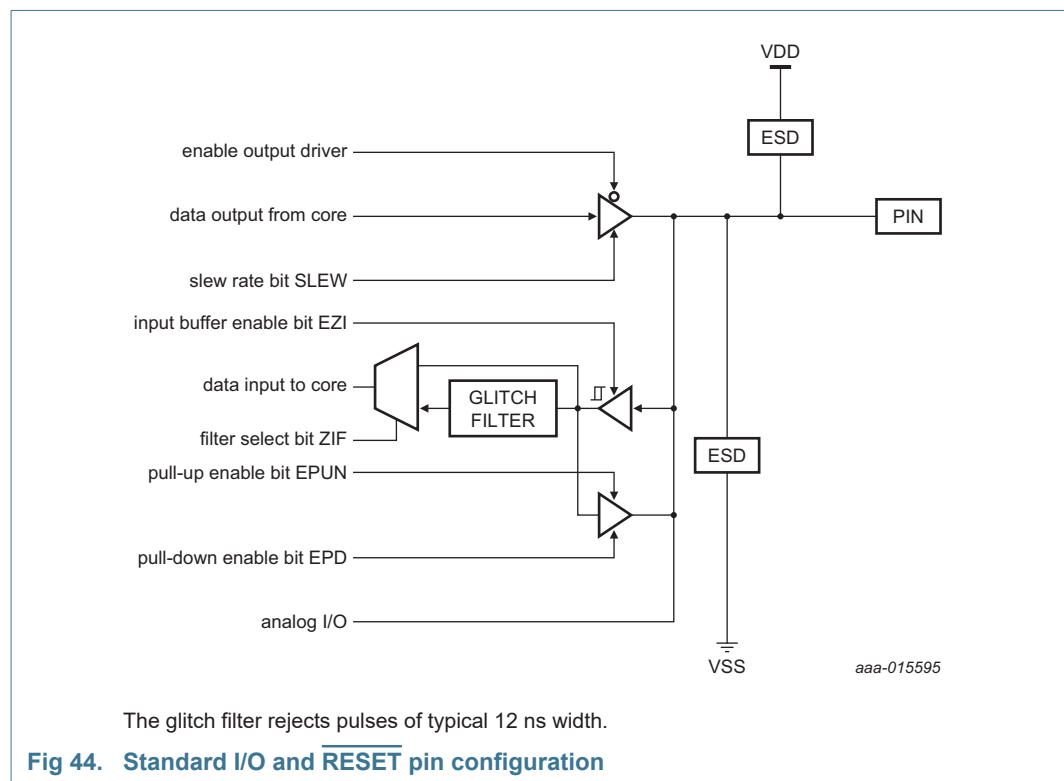 VDD
ESD
enable output driver
data output from core
PIN
slew rate bit SLEW
input buffer enable bit EZI
data input to core
GLITCH
FILTER
filter select bit ZIF
ESD
pull-up enable bit EPUN
pull-down enable bit EPD
analog I/O
VSS
aaa-015595
The glitch filter rejects pulses of typical 12 ns width.
Fig 44. Standard I/O and RESET pin configuration